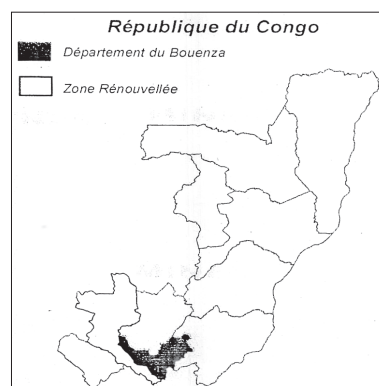 République du Congo
Département du Bouenza
Zone Rénouvellée